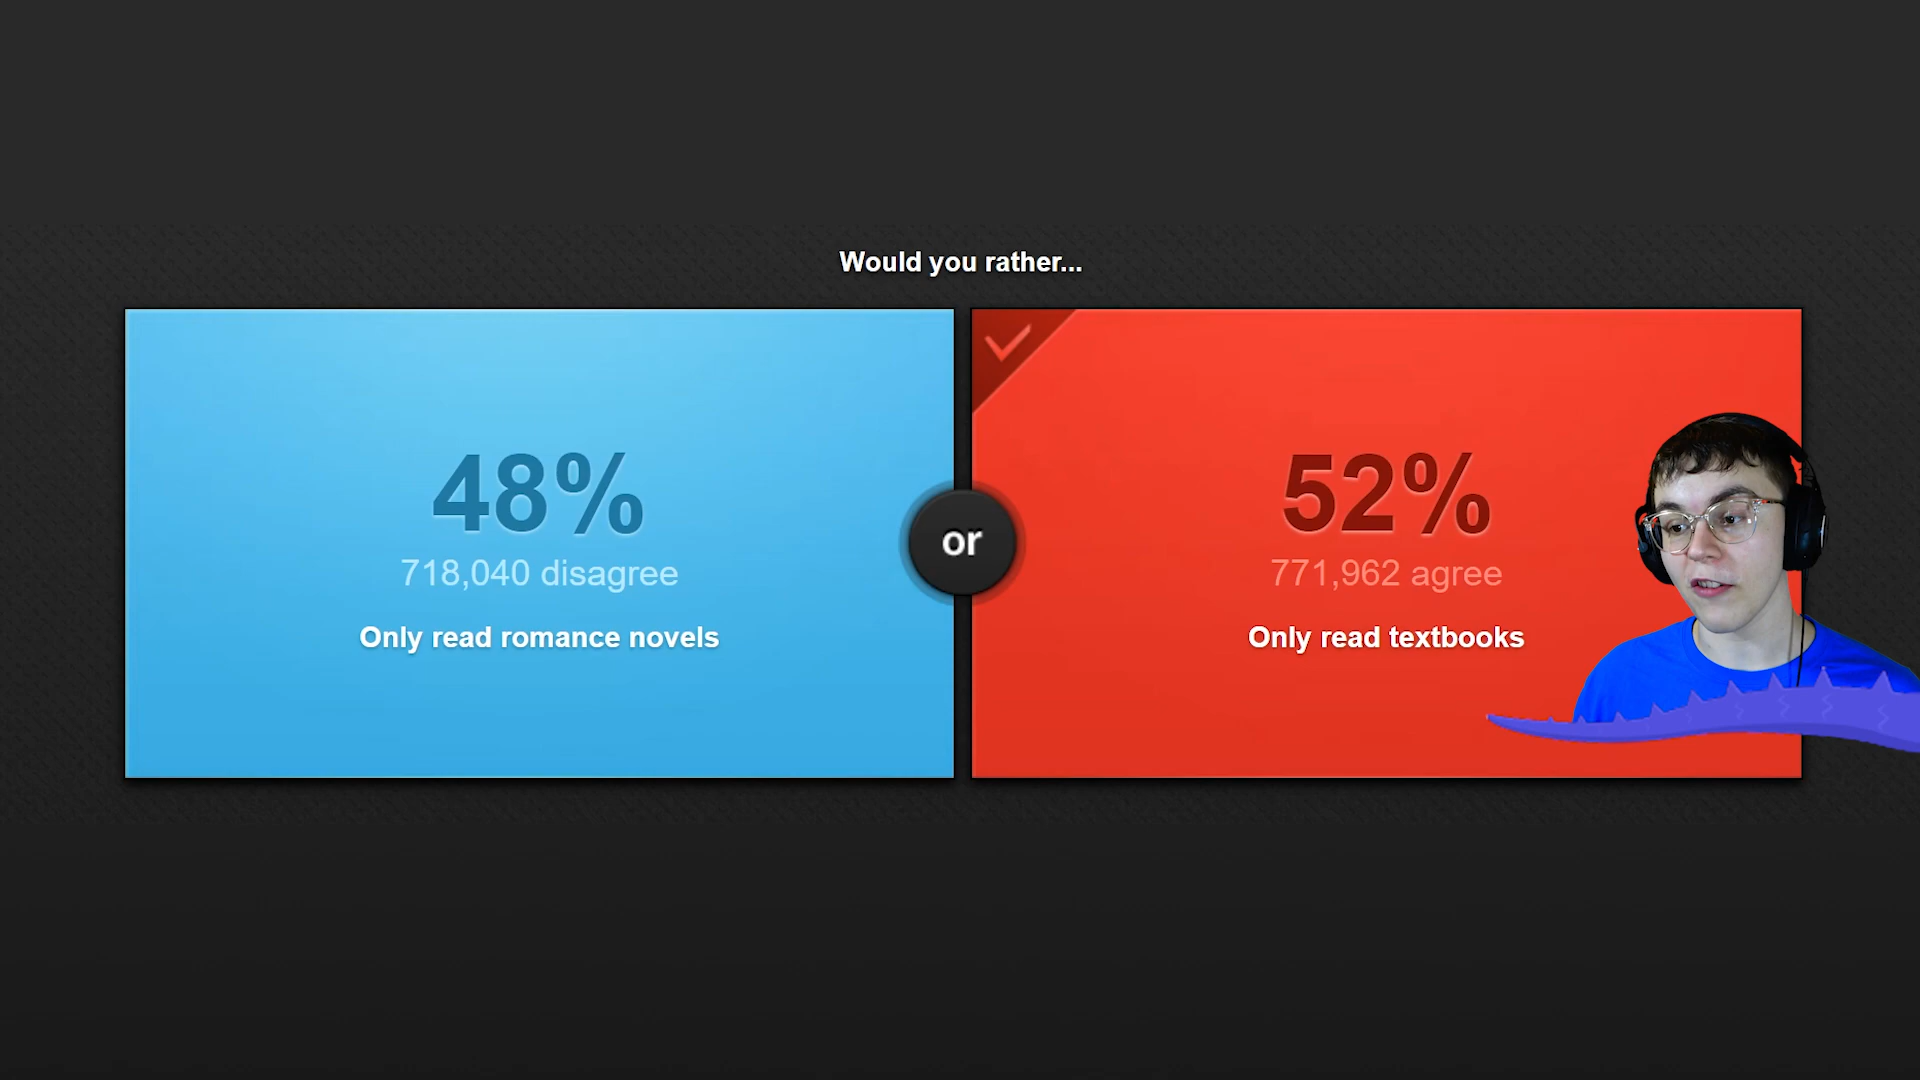 Would you rather...
48%
718,040 disagree
Only read romance novels
or
52%
771,962 agree
Only read textbooks